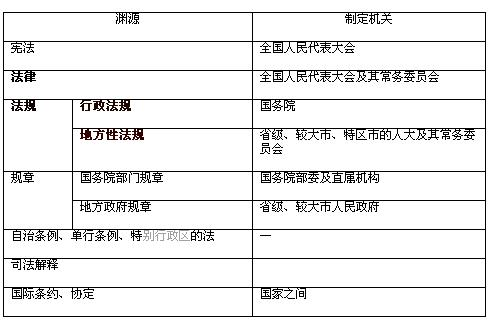 渊源 制定机关
宪法 全国人民代表大会
法律 全国人民代表大会及其常务委员会
法规 行政法规 国务院
地方性法规 省级、较大市、特区市的人大及其常务委员会
规章 国务院部门规章 国务院部委及直属机构
地方政府规章 省级、较大市人民政府
自治条例、单行条例、特别行政区的法 —
司法解释
国际条约、协定 国家之间